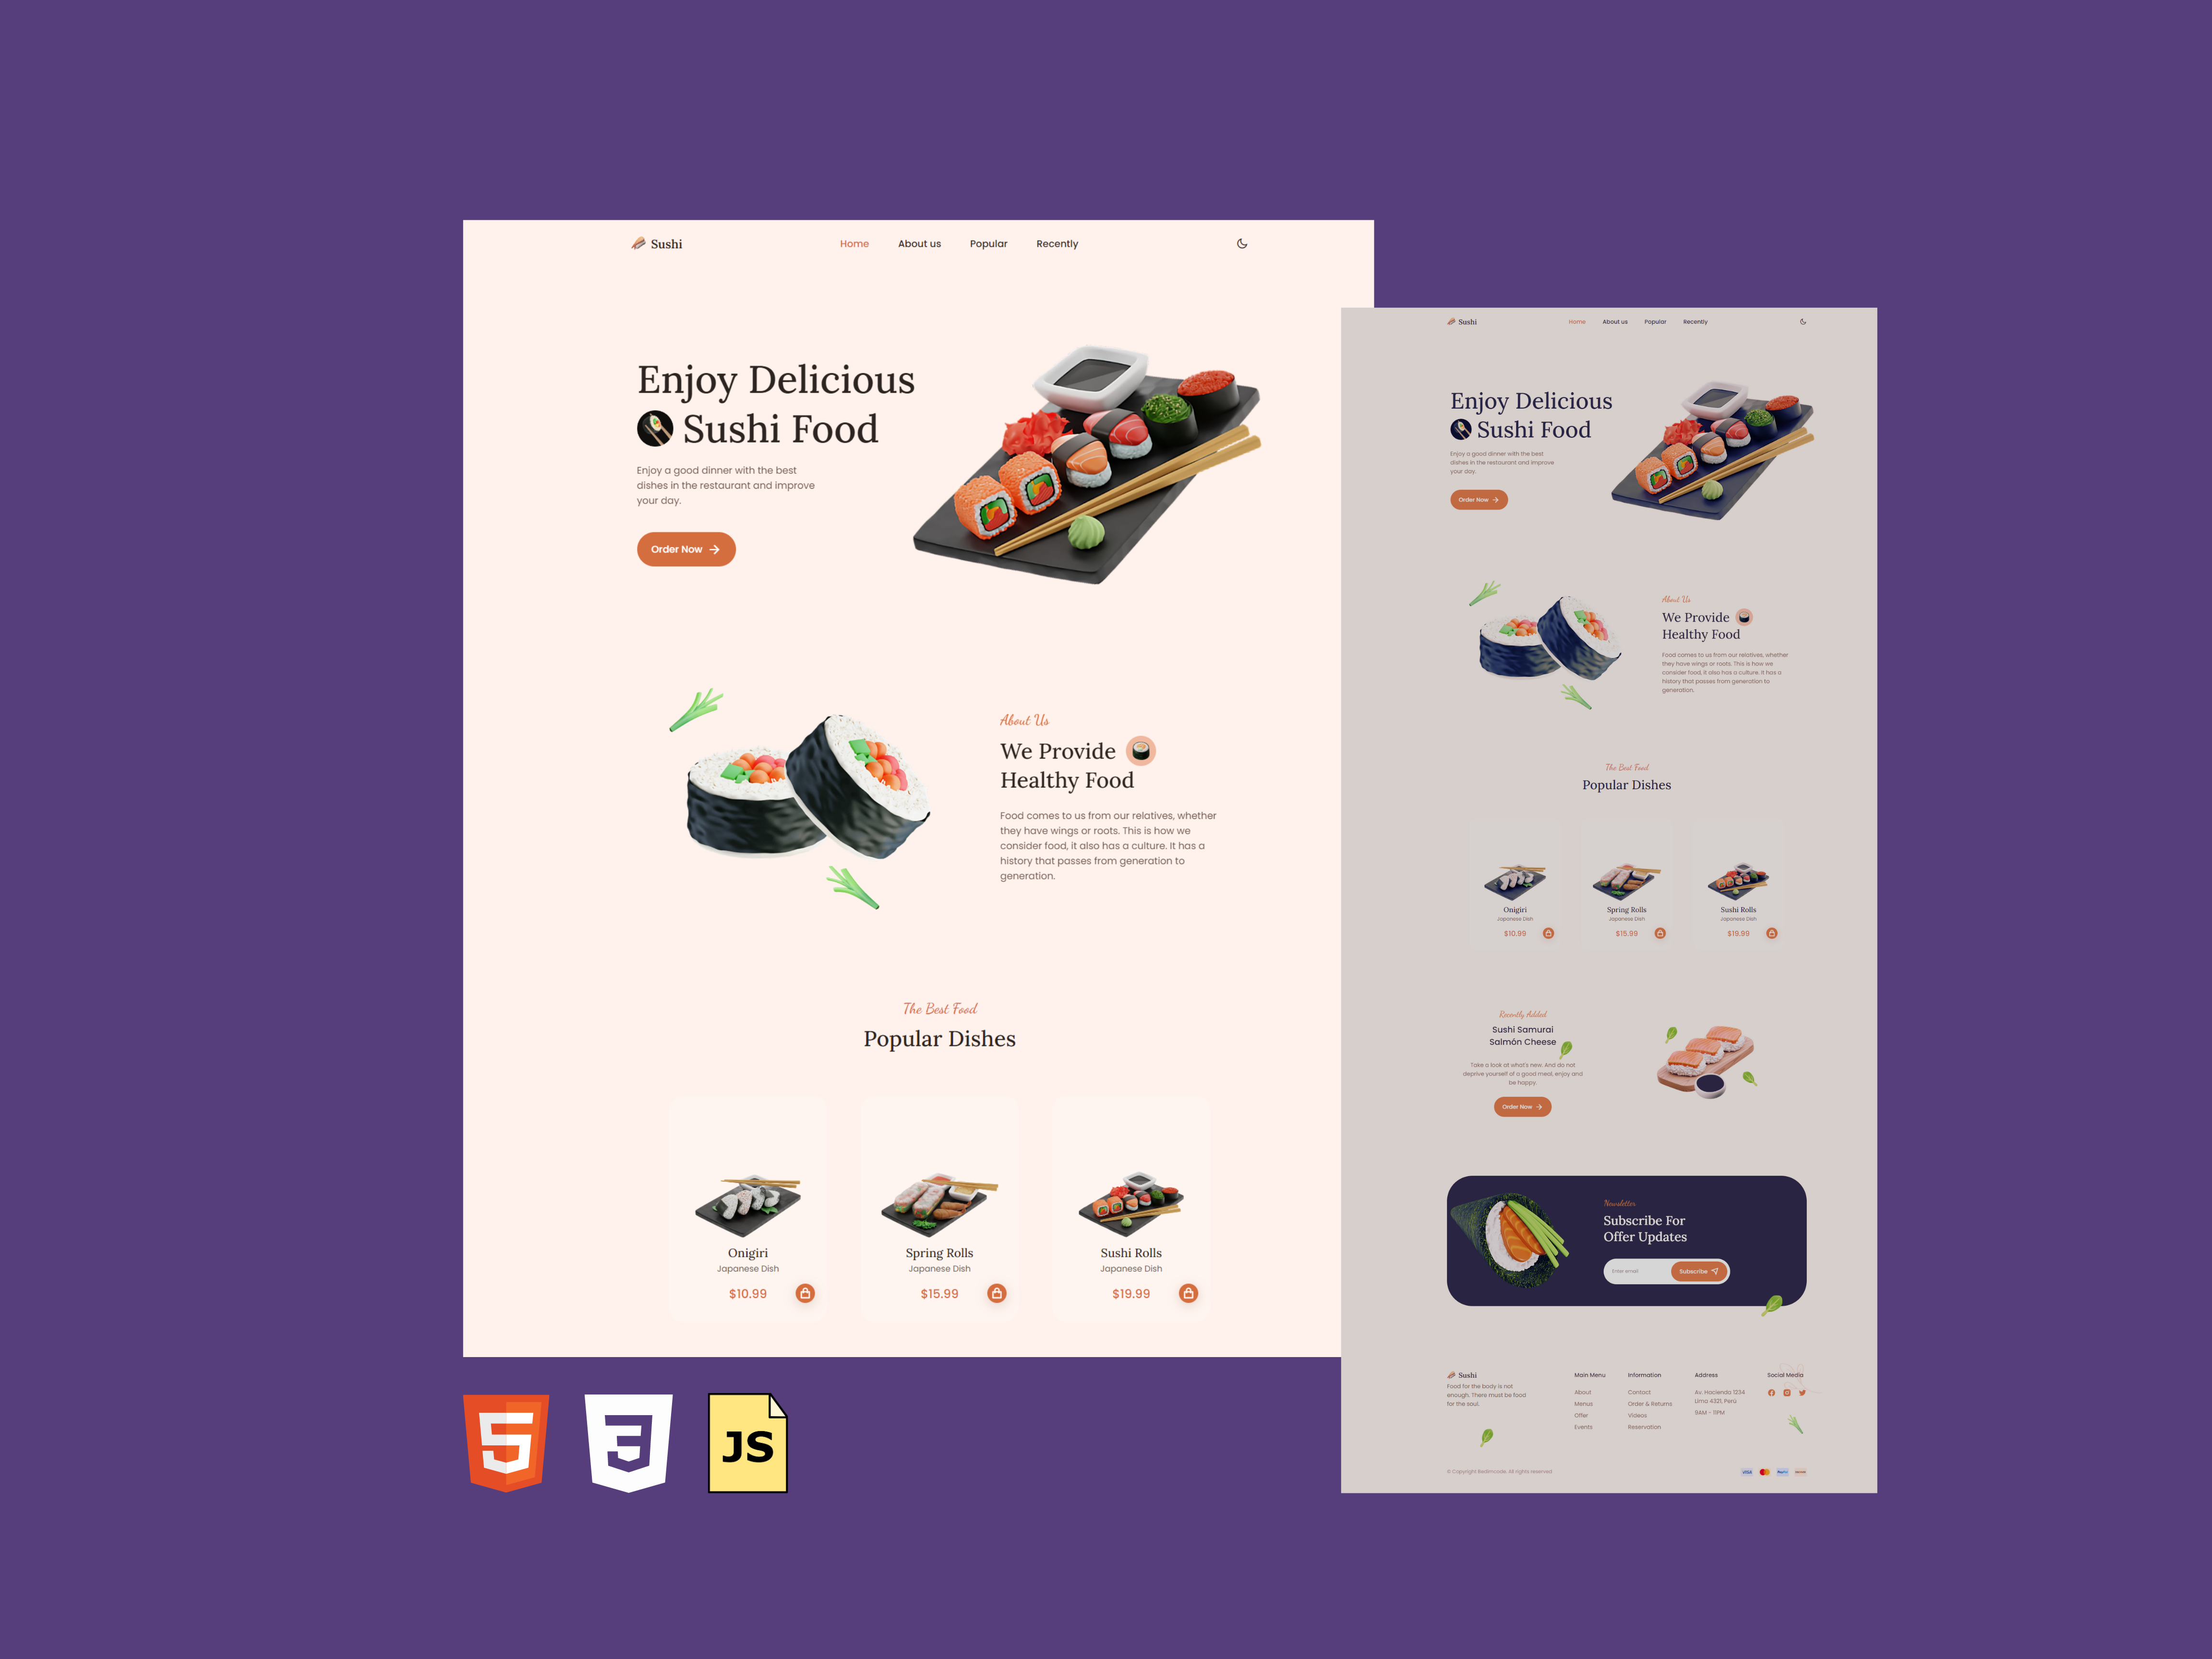 Sushi
Home
About us
Popular
Recently
Enjoy Delicious
Sushi Food
Enjoy a good dinner with the best
dishes in the restaurant and improve
your day.
Order Now
About Us
We Provide
Healthy Food
Food comes to us from our relatives, whether
they have wings or roots. This is how we
consider food, it also has a culture. It has a
history that passes from generation to
generation.
The Best Food
Popular Dishes
Onigiri
Japanese Dish
$10.99
Spring Rolls
Japanese Dish
$15.99
Sushi Rolls
Japanese Dish
$19.99
JS
Sushi
Home
About us
Popular
Recently
Enjoy Delicious
Sushi Food
Enjoy a good dinner with the best
dishes in the restaurant and improve
your day.
Order Now
About Us
We Provide
Healthy Food
Food comes to us from our relatives, whether
they have wings or roots. This is how we
consider food, it also has a culture. It has a
history that passes from generation to
generation.
The Best Food
Popular Dishes
Onigiri
Japanese Dish
$10.99
Spring Rolls
Japanese Dish
$15.99
Sushi Rolls
Japanese Dish
$19.99
Recently Added
Sushi Samurai
Salmón Cheese
Take a look at what's new. And do not
deprive yourself of a good meal, enjoy and
be happy.
Order Now
Newsletter
Subscribe For
Offer Updates
Enter email
Subscribe
Sushi
Food for the body is not
enough. There must be food
for the soul.
Main Menu
About
Menus
Offer
Events
Information
Contact
Order & Returns
Videos
Reservation
Address
Av. Hacienda 1234
Lima 4321, Perú
9AM - 11PM
Social Media
© Copyright Bedimcode. All rights reserved
VISA
PayPal